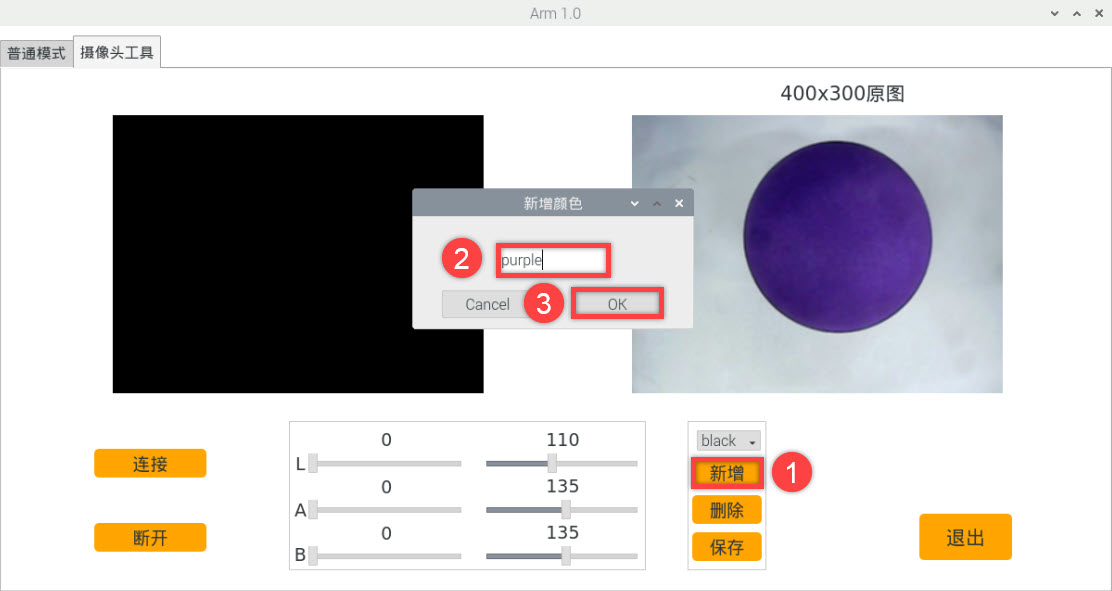 Arm 1.0
普通模式
摄像头工具
400x300原图
新增颜色
2
purple
Cancel
3
OK
0
110
L
0
135
A
0
135
B
连接
断开
black
新增
1
删除
保存
退出